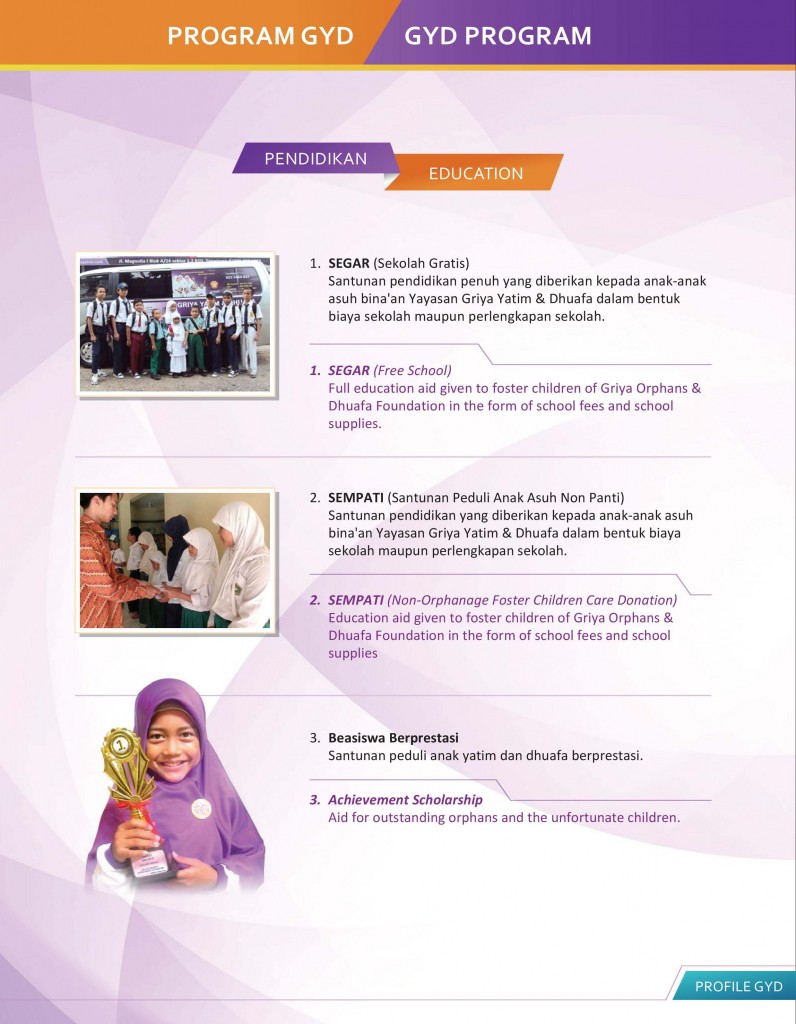 PROGRAM GYD
GYD PROGRAM
PENDIDIKAN
EDUCATION
1. SEGAR (Sekolah Gratis)
Santunan pendidikan penuh yang diberikan kepada anak-anak
asuh bina'an Yayasan Griya Yatim & Dhuafa dalam bentuk
biaya sekolah maupun perlengkapan sekolah.
1. SEGAR (Free School)
Full education aid given to foster children of Griya Orphans &
Dhuafa Foundation in the form of school fees and school
supplies.
2. SEMPATI (Santunan Peduli Anak Asuh Non Panti)
Santunan pendidikan yang diberikan kepada anak-anak asuh
bina'an Yayasan Griya Yatim & Dhuafa dalam bentuk biaya
sekolah maupun perlengkapan sekolah.
2. SEMPATI (Non-Orphanage Foster Children Care Donation)
Education aid given to foster children of Griya Orphans &
Dhuafa Foundation in the form of school fees and school
supplies
3. Beasiswa Berprestasi
Santunan peduli anak yatim dan dhuafa berprestasi.
3. Achievement Scholarship
Aid for outstanding orphans and the unfortunate children.
PROFILE GYD